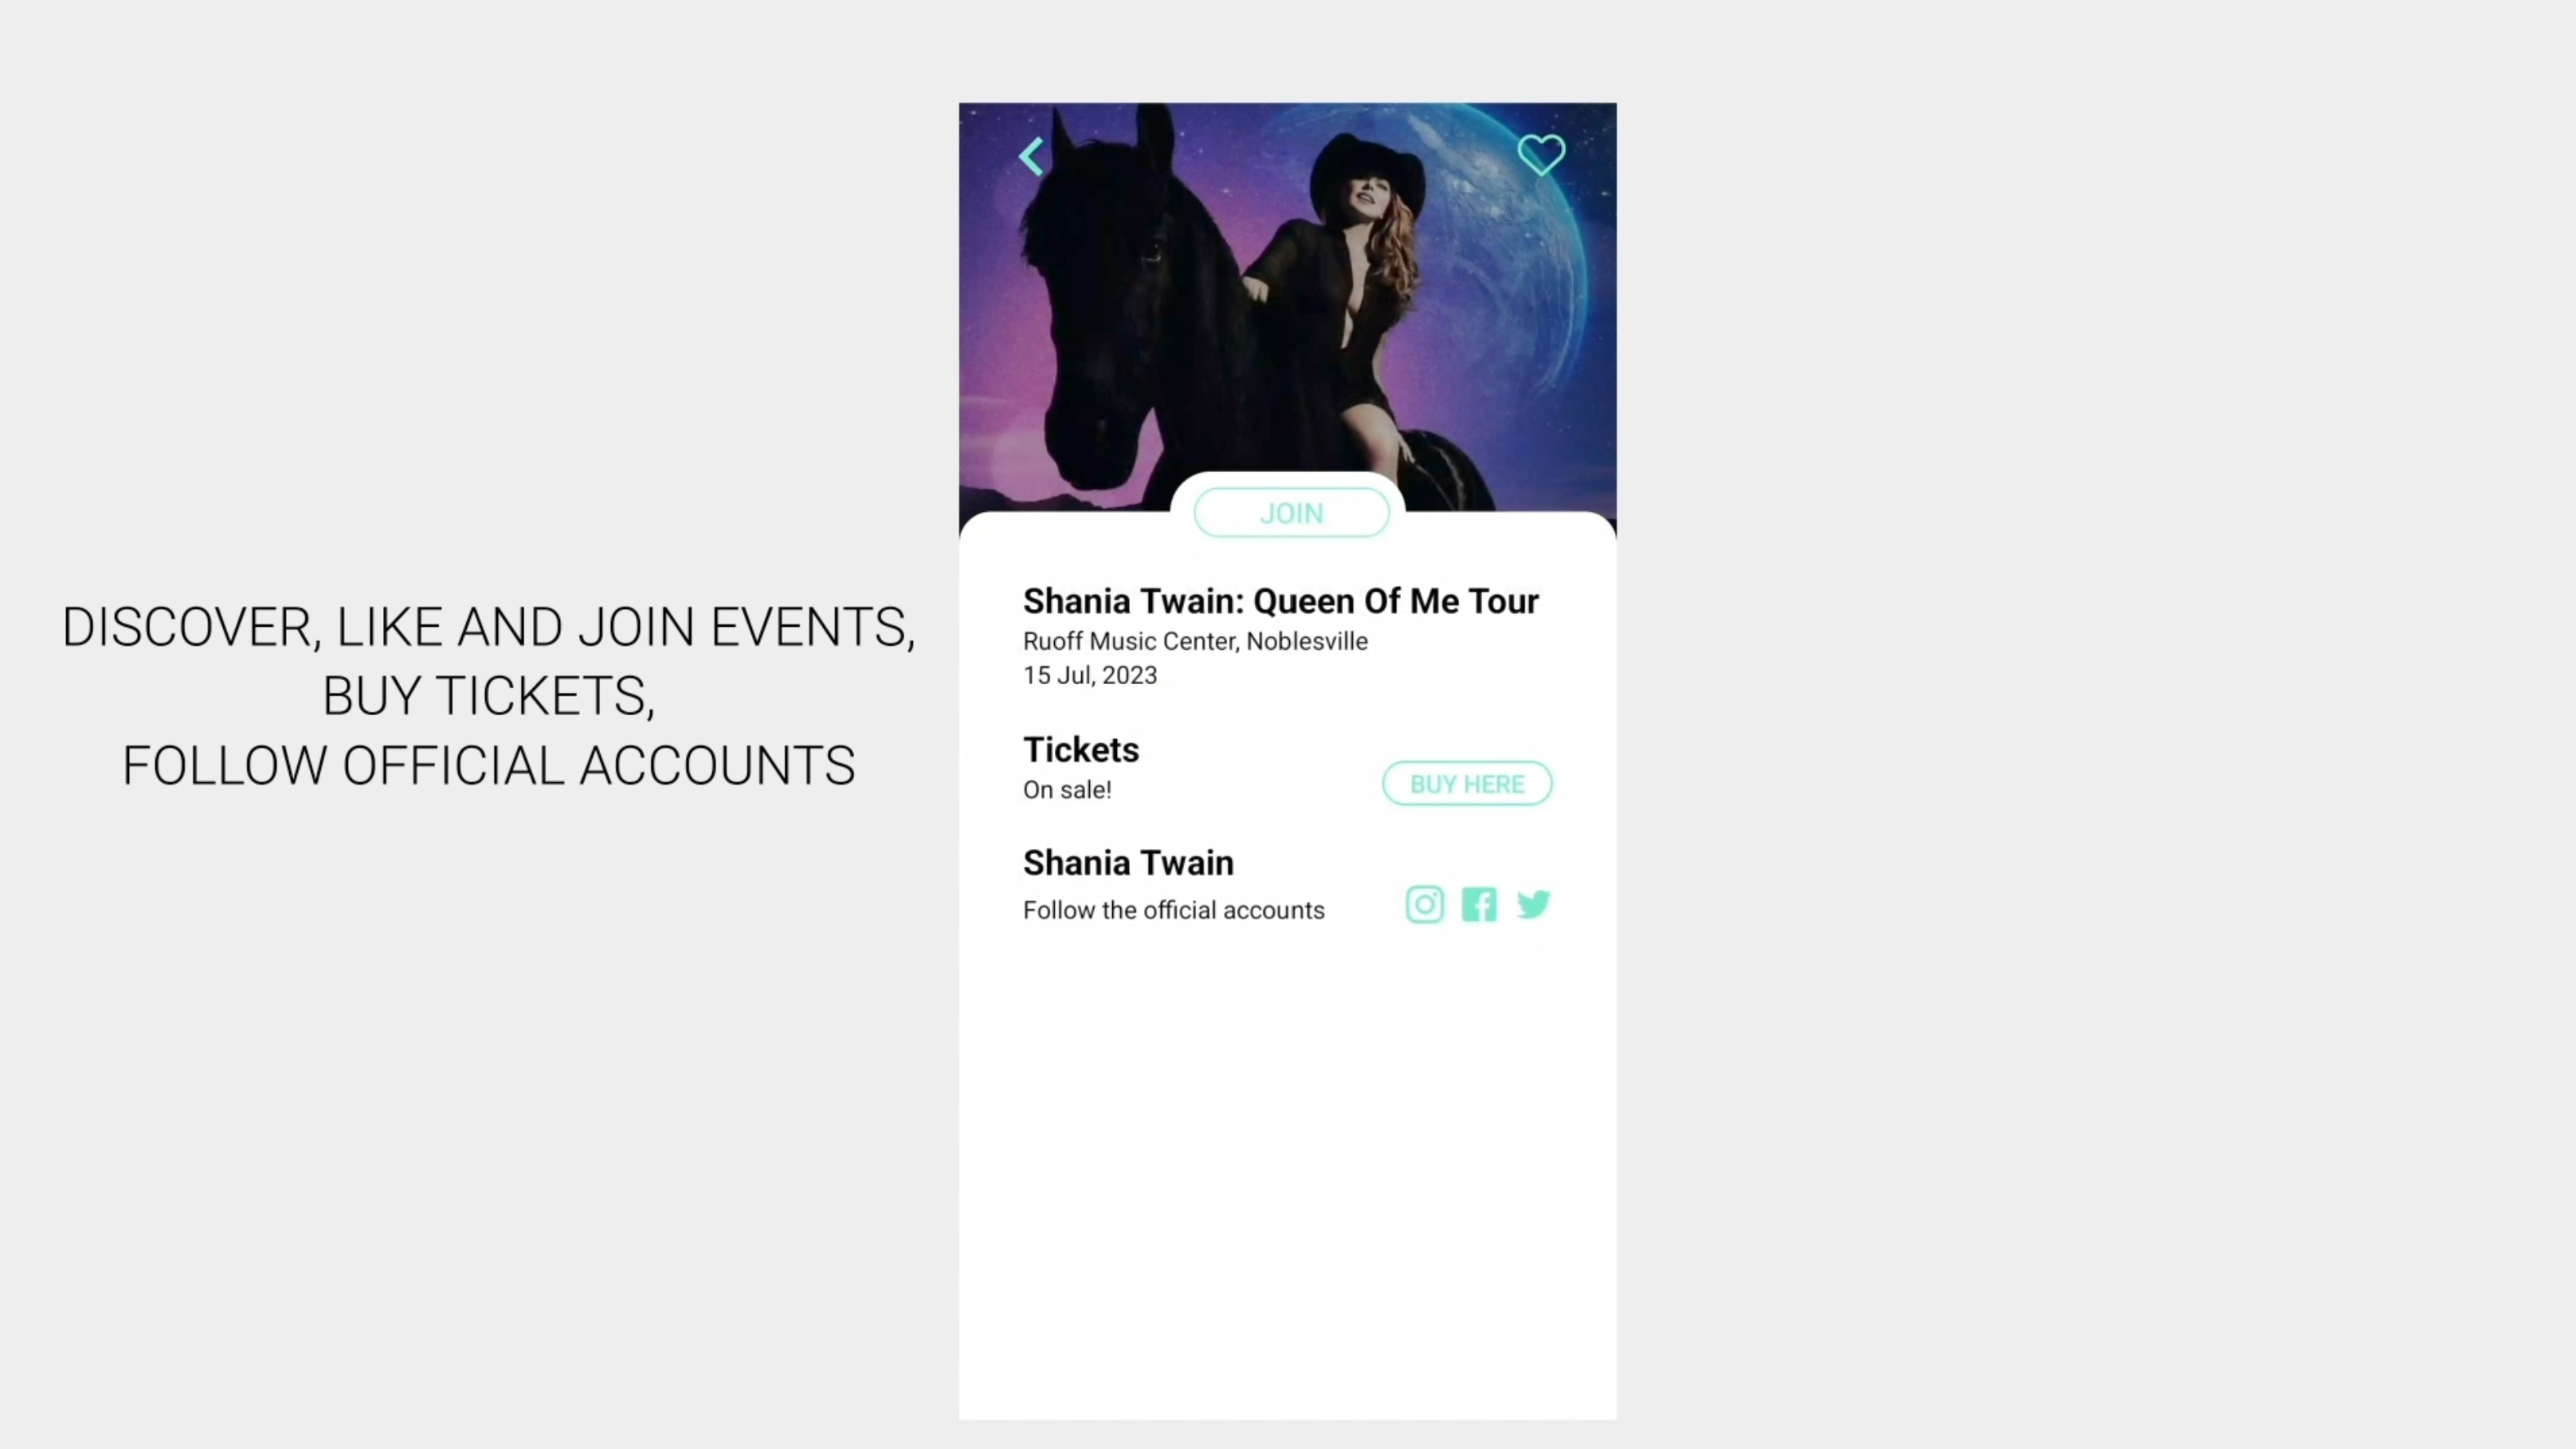 DISCOVER, LIKE AND JOIN EVENTS,
BUY TICKETS,
FOLLOW OFFICIAL ACCOUNTS
JOIN
Shania Twain: Queen Of Me Tour
Ruoff Music Center, Noblesville
15 Jul, 2023
Tickets
On sale!
BUY HERE
Shania Twain
Follow the official accounts